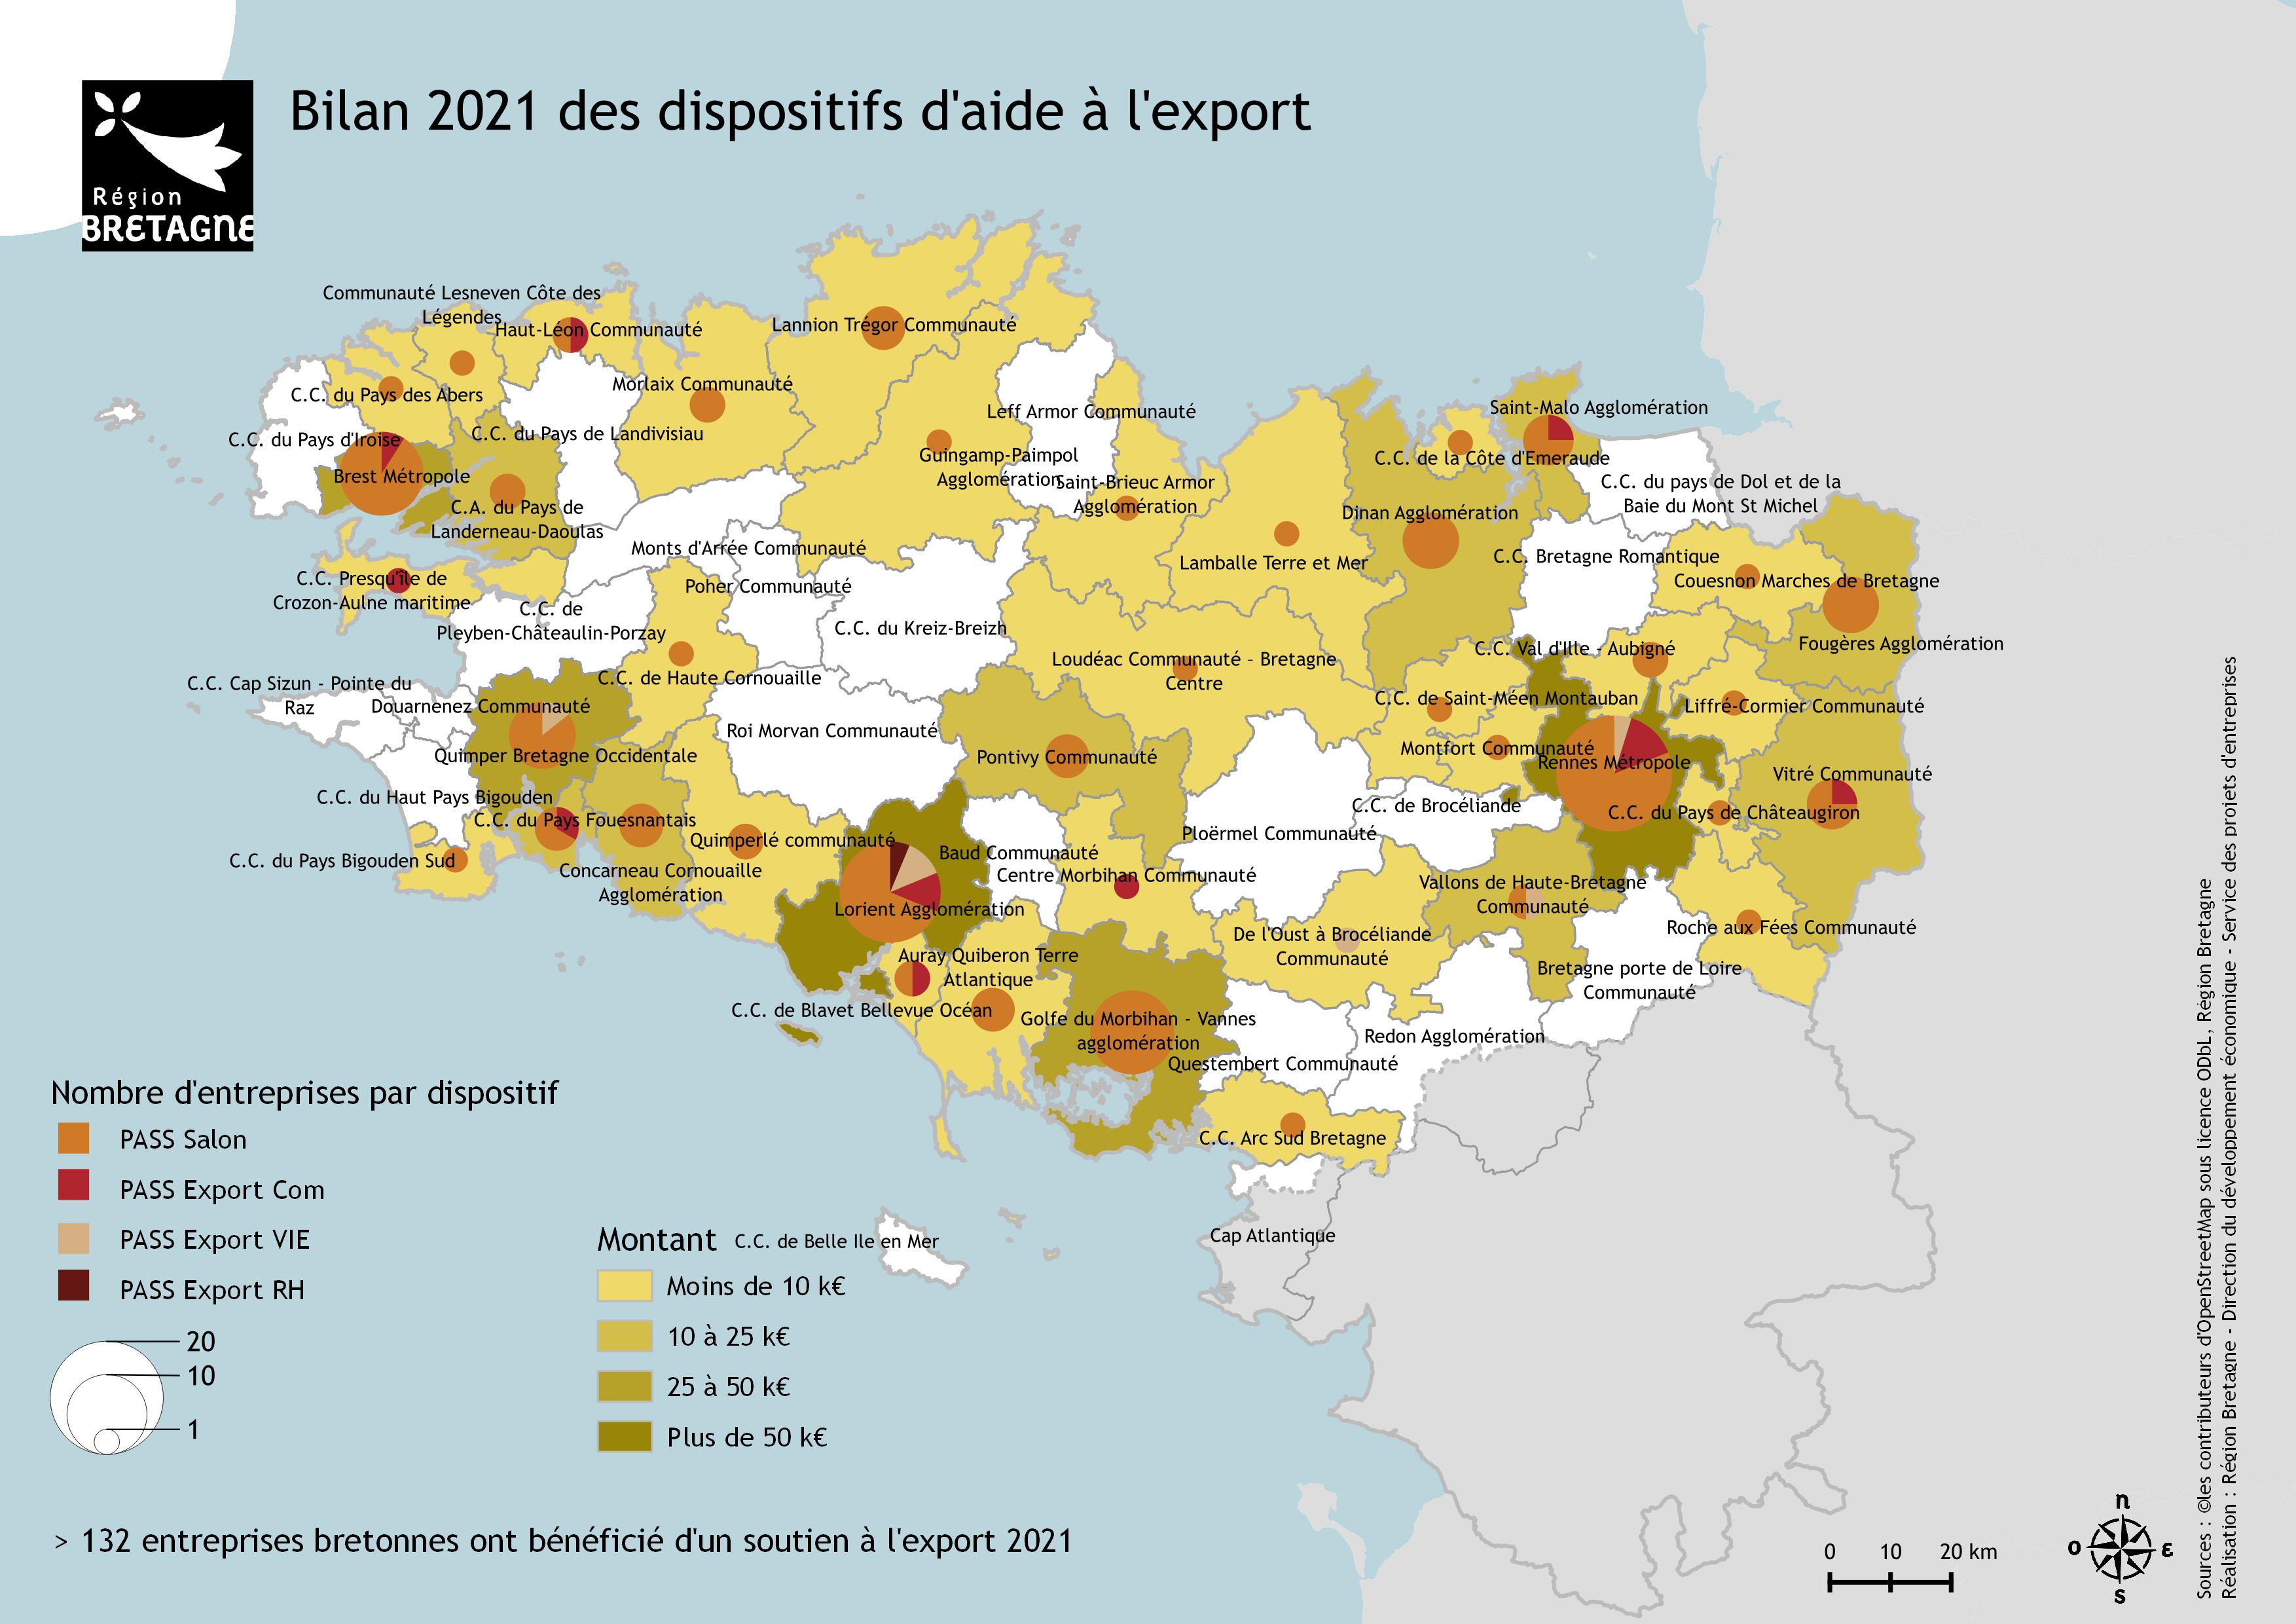 Bilan 2021 des dispositifs d'aide à l'export
Région
BRETAGNE
Communauté Lesneven Côte des
Légendes
Haut-Léon Communauté
Lannion Trégor Communauté
C.C. du Pays des Abers
Morlaix Communauté
Leff Armor Communauté
Saint-Malo Agglomération
C.C. du Pays d'Iroise
C.C. du Pays de Landivisiau
Guingamp-Paimpol
Agglomération
C.C. de la Côte d'Emeraude
Brest Métropole
Saint-Brieuc Armor
Agglomération
C.C. du pays de Dol et de la
Baie du Mont St Michel
C.A. du Pays de
Landerneau-Daoulas
Dinan Agglomération
Monts d'Arrée Communauté
Lamballe Terre et Mer
C.C. Bretagne Romantique
C.C. Presqu'île de
Crozon-Aulne maritime
Poher Communauté
Couesnon Marches de Bretagne
C.C. de
Pleyben-Châteaulin-Porzay
C.C. du Kreiz-Breizh
Fougères Agglomération
C.C. Val d'Ille - Aubigné
Loudéac Communauté - Bretagne
Centre
C.C. de Haute Cornouaille
C.C. Cap Sizun - Pointe du
Raz
Douarnenez Communauté
C.C. de Saint-Méen Montauban
Liffré-Cormier Communauté
Roi Morvan Communauté
Quimper Bretagne Occidentale
Pontivy Communauté
Montfort Communauté
Rennes Métropole
Vitré Communauté
C.C. du Haut Pays Bigouden
C.C. de Brocéliande
C.C. du Pays de Châteaugiron
C.C. du Pays Fouesnantais
Quimperlé communauté
Ploërmel Communauté
C.C. du Pays Bigouden Sud
Baud Communauté
Concarneau Cornouaille
Agglomération
Centre Morbihan Communauté
Vallons de Haute-Bretagne
Communauté
Lorient Agglomération
Roche aux Fées Communauté
De l'Oust à Brocéliande
Communauté
Auray Quiberon Terre
Atlantique
Bretagne porte de Loire
Communauté
C.C. de Blavet Bellevue Océan
Golfe du Morbihan - Vannes
agglomération
Redon Agglomération
Questembert Communauté
C.C. Arc Sud Bretagne
Cap Atlantique
C.C. de Belle Ile en Mer
Nombre d'entreprises par dispositif
PASS Salon
PASS Export Com
PASS Export VIE
PASS Export RH
20
10
1
Montant
Moins de 10 k€
10 à 25 k€
25 à 50 k€
Plus de 50 k€
> 132 entreprises bretonnes ont bénéficié d'un soutien à l'export 2021
0 10 20 km
n
o ε
s
Sources : ©les contributeurs d'OpenStreetMap sous licence ODbL, Région Bretagne
Réalisation : Région Bretagne - Direction du développement économique - Service des projets d'entreprises